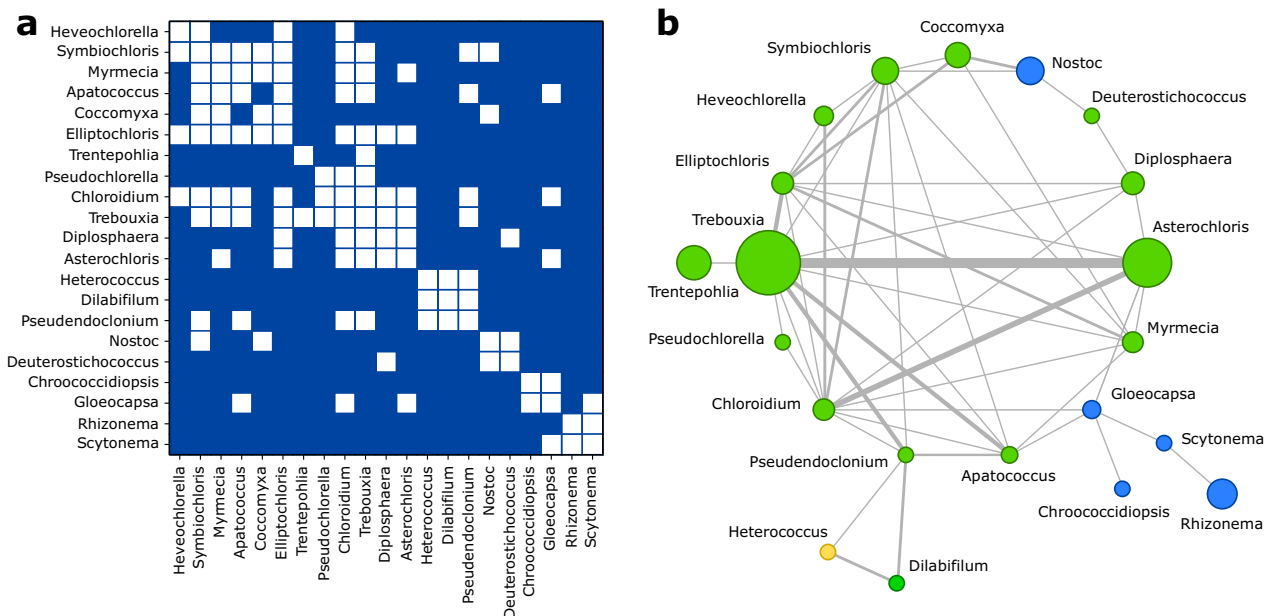 a
Heveochlorella
Symbiochloris
Myrmecia
Apatococcus
Coccomyxa
Elliptochloris
Trentepohlia
Pseudochlorella
Chloroidium
Trebouxia
Diplosphaera
Asterochloris
Heterococcus
Dilabifilum
Pseudendoclonium
Nostoc
Deuterostichococcus
Chroococcidiopsis
Gloeocapsa
Rhizonema
Scytonema
Heveochlorella
Symbiochloris
Myrmecia
Apatococcus
Coccomyxa
Elliptochloris
Trentepohlia
Pseudochlorella
Chloroidium
Trebouxia
Diplosphaera
Asterochloris
Heterococcus
Dilabifilum
Pseudendoclonium
Nostoc
Deuterostichococcus
Chroococcidiopsis
Gloeocapsa
Rhizonema
Scytonema
b
Coccomyxa
Symbiochloris
Nostoc
Heveochlorella
Deuterostichococcus
Elliptochloris
Diplosphaera
Trebouxia
Asterochloris
Trentepohlia
Myrmecia
Pseudochlorella
Chloroidium
Gloeocapsa
Scytonema
Pseudendoclonium
Apatococcus
Chroococcidiopsis
Rhizonema
Heterococcus
Dilabifilum